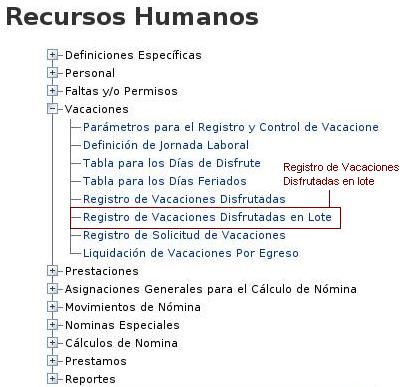 Recursos Humanos
Definiciones Específicas
Personal
Faltas y/o Permisos
Vacaciones
Parámetros para el Registro y Control de Vacacione
Definición de Jornada Laboral
Tabla para los Días de Disfrute
Registro de Vacaciones
Disfrutadas en lote
Tabla para los Días Feriados
Registro de Vacaciones Disfrutadas
Registro de Vacaciones Disfrutadas en Lote
Registro de Solicitud de Vacaciones
Liquidación de Vacaciones Por Egreso
Prestaciones
Asignaciones Generales para el Cálculo de Nómina
Movimientos de Nómina
Nominas Especiales
Cálculos de Nomina
Prestamos
Reportes